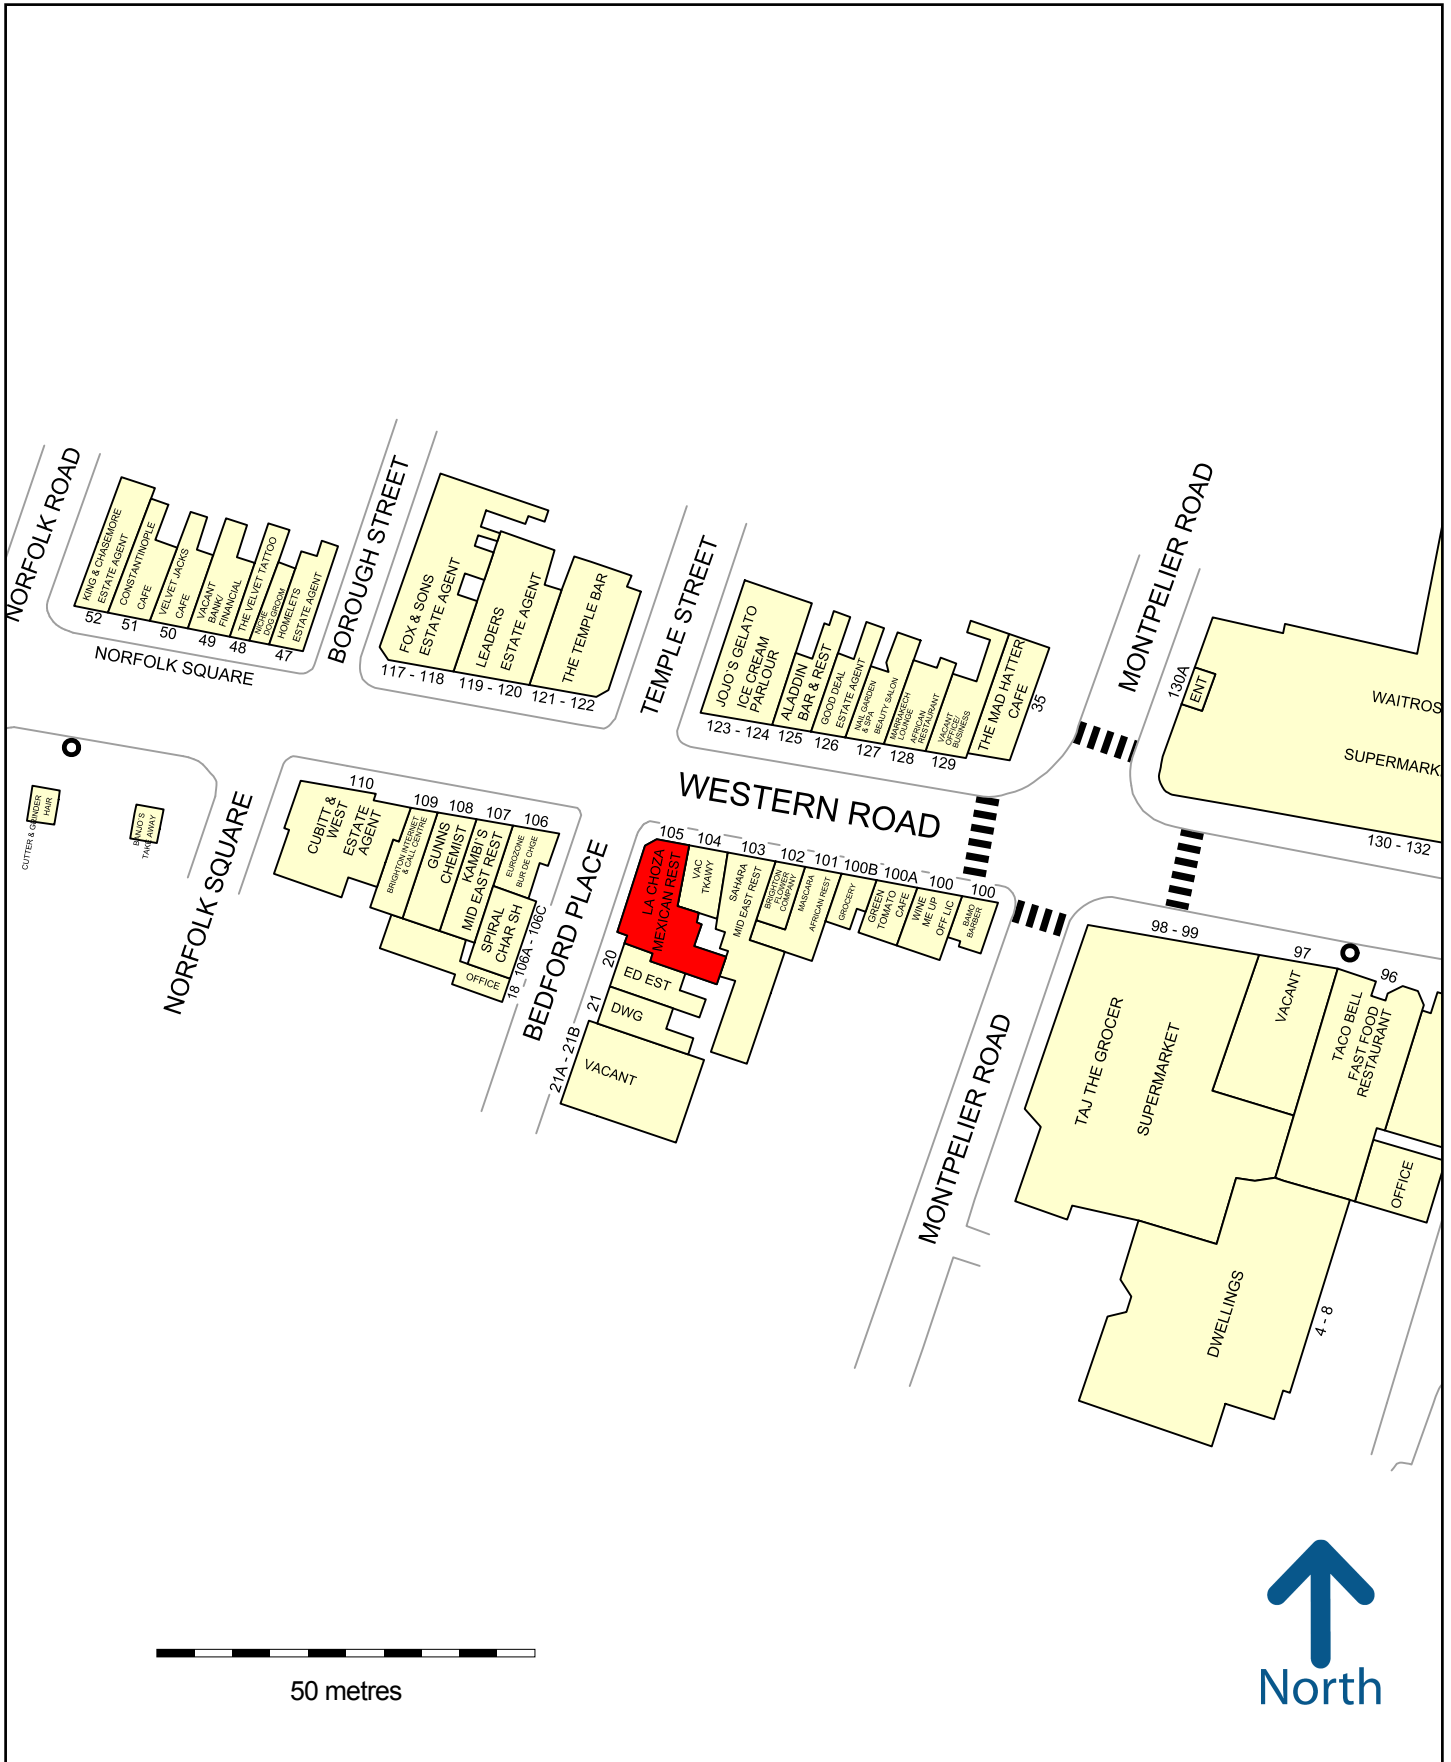 NORFOLK ROAD
BOROUGH STREET
TEMPLE STREET
MONTPELIER ROAD
KING & CHASEMORE
ESTATE AGENT
CONSTANTINOPLE
CAFE
VELVET JACKS
CAFE
VACANT
BANK/
FINANCIAL
THE VELVET TATTOO
NICHE
DOG GROOM
HOMELETS
ESTATE AGENT
52
51
50
49
48
47
NORFOLK SQUARE
FOX & SONS
ESTATE AGENT
LEADERS
ESTATE AGENT
THE TEMPLE BAR
117 - 118
119 - 120
121 - 122
JOJO`S GELATO
ICE CREAM
PARLOUR
ALADDIN
BAR & REST
GOOD DEAL
ESTATE AGENT
NAIL GARDEN
& SPA
BEAUTY SALON
MARRAKECH
LOUNGE
AFRICAN
RESTAURANT
VACANT
OFFICE/
BUSINESS
THE MAD HATTER
CAFE
35
123 - 124
125
126
127
128
129
130A
ENT
WAITROS
SUPERMARK
130 - 132
WESTERN ROAD
CUTTER & GRINDER
HAIR
BANJO'S
TAKE AWAY
NORFOLK SQUARE
110
109
108
107
106
CUBITT &
WEST
ESTATE
AGENT
BRIGHTON INTERNET
& CALL CENTRE
GUNNS
CHEMIST
KAMBI'S
MID EAST REST
EUROZONE
BUR DE CHGE
SPIRAL
CHAR SH
OFFICE
18 - 106A - 106C
BEDFORD PLACE
105
104
103
102
101
100B
100A
100
100
LA CHOZA
MEXICAN REST
VAC
TKAWY
SAHARA
MID EAST REST
BRIGHTON
FLOWER
COMPANY
MASCARA
AFRICAN REST
GROCERY
GREEN
TOMATO
CAFE
WINE
ME UP
OFF LIC
BAMO
BARBER
20
ED EST
21
DWG
21A - 21B
VACANT
MONTPELIER ROAD
98 - 99
97
96
TAJ THE GROCER
SUPERMARKET
VACANT
TACO BELL
FAST FOOD
RESTAURANT
OFFICE
DWELLINGS
4 - 8
50 metres
North